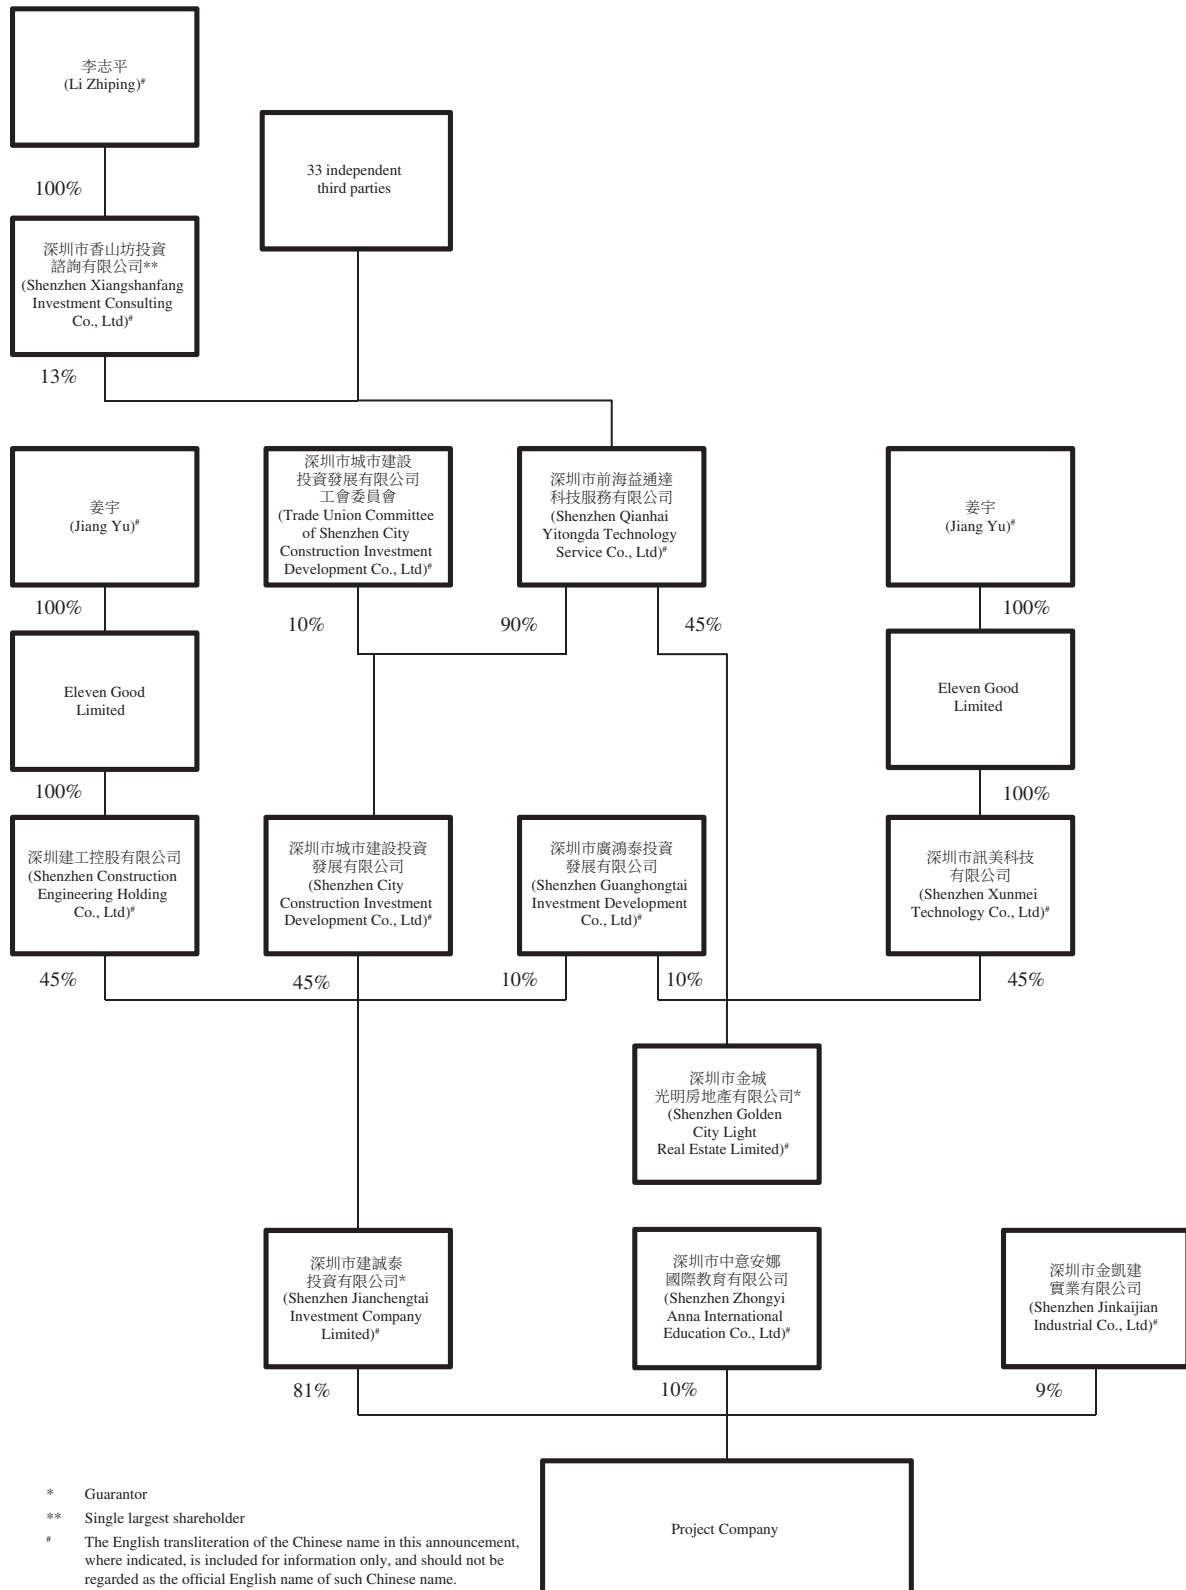 李志平
(Li Zhiping)#
33 independent
third parties
100%
深圳市香山坊投資
諮詢有限公司**
(Shenzhen Xiangshanfang
Investment Consulting
Co., Ltd)#
13%
姜宇
(Jiang Yu)#
深圳市城市建設
投資發展有限公司
工會委員會
(Trade Union Committee
of Shenzhen City
Construction Investment
Development Co., Ltd)#
深圳市前海益通達
科技服務有限公司
(Shenzhen Qianhai
Yitongda Technology
Service Co., Ltd)#
姜宇
(Jiang Yu)#
100%
10%
90%
45%
100%
Eleven Good
Limited
Eleven Good
Limited
100%
100%
深圳建工控股有限公司
(Shenzhen Construction
Engineering Holding
Co., Ltd)#
深圳市城市建設投資
發展有限公司
(Shenzhen City
Construction Investment
Development Co., Ltd)#
深圳市廣鴻泰投資
發展有限公司
(Shenzhen Guanghongtai
Investment Development
Co., Ltd)#
深圳市訊美科技
有限公司
(Shenzhen Xunmei
Technology Co., Ltd)#
45%
45%
10%
10%
45%
深圳市金城
光明房地產有限公司*
(Shenzhen Golden
City Light
Real Estate Limited)#
深圳市建誠泰
投資有限公司*
(Shenzhen Jianchengtai
Investment Company
Limited)#
深圳市中意安娜
國際教育有限公司
(Shenzhen Zhongyi
Anna International
Education Co., Ltd)#
深圳市金凱建
實業有限公司
(Shenzhen Jinkaijian
Industrial Co., Ltd)#
81%
10%
9%
Project Company
* Guarantor
** Single largest shareholder
# The English transliteration of the Chinese name in this announcement,
where indicated, is included for information only, and should not be
regarded as the official English name of such Chinese name.